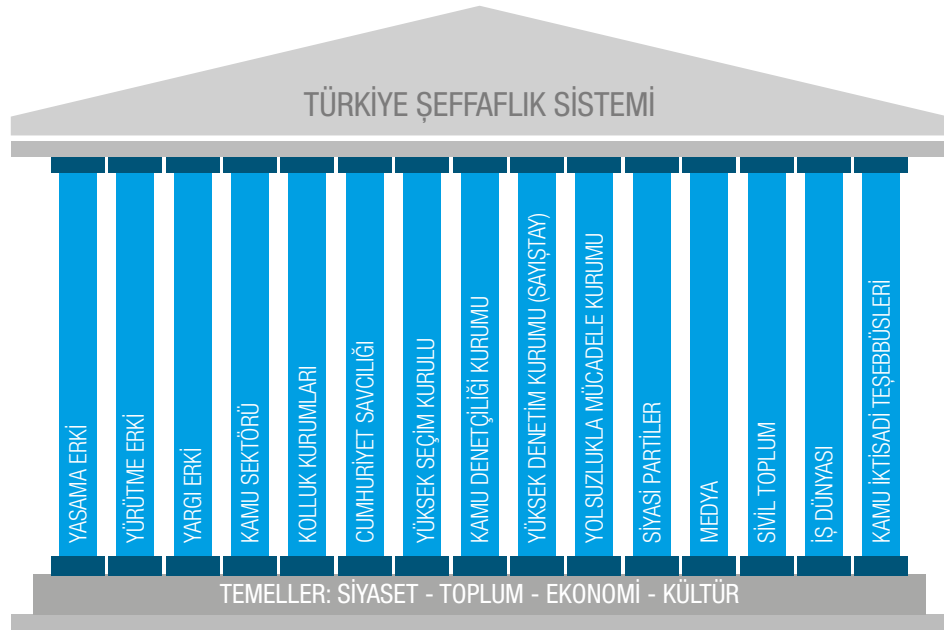 TÜRKİYE ŞEFFAFLIK SİSTEMİ
YASAMA ERKİ
YÜRÜTME ERKİ
YARGI ERKİ
KAMU SEKTÖRÜ
KOLLUK KURUMLARI
CUMHURİYET SAVCILIĞI
YÜKSEK SEÇİM KURULU
KAMU DENETÇİLİĞİ KURUMU
YÜKSEK DENETİM KURUMU (SAYIŞTAY)
YOLSUZLUKLA MÜCADELE KURUMU
SİYASİ PARTİLER
MEDYA
SİVİL TOPLUM
İŞ DÜNYASI
KAMU İKTİSADİ TEŞEBBÜSLERİ
TEMELLER: SİYASET - TOPLUM - EKONOMİ - KÜLTÜR